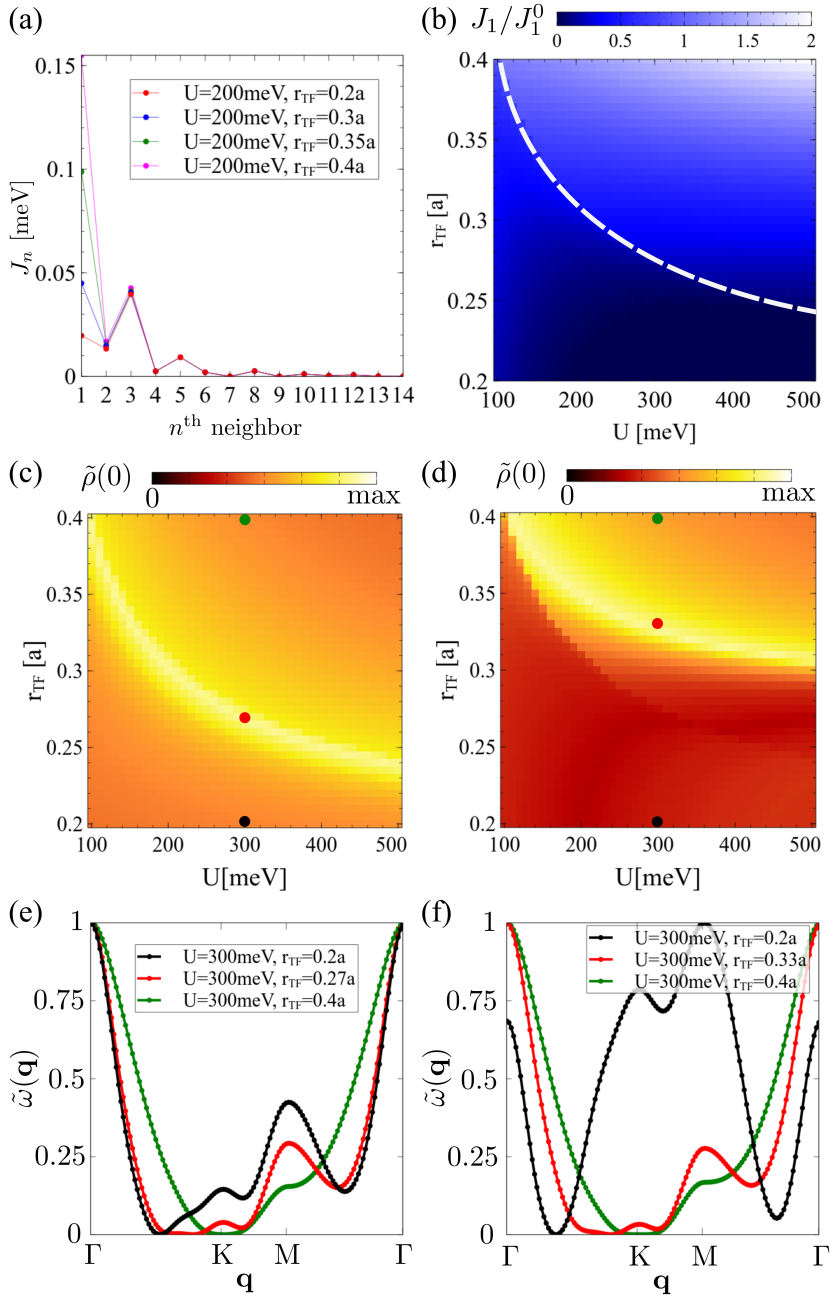 (a)
0.15
0.1
0.05
0
J_n [meV]
U=200meV, r_TF=0.2a
U=200meV, r_TF=0.3a
U=200meV, r_TF=0.35a
U=200meV, r_TF=0.4a
1 2 3 4 5 6 7 8 9 10 11 12 13 14
n^th neighbor
(b) J_1/J_1^0
0 0.5 1 1.5 2
0.4
0.35
0.3
0.25
0.2
r_TF [a]
100 200 300 400 500
U [meV]
(c) ρ̃(0)
0 max
0.4
0.35
0.3
0.25
0.2
r_TF [a]
100 200 300 400 500
U[meV]
(d) ρ̃(0)
0 max
0.4
0.35
0.3
0.25
0.2
r_TF [a]
100 200 300 400 500
U[meV]
(e)
1
0.75
0.5
0.25
0
ω̃(q)
U=300meV, r_TF=0.2a
U=300meV, r_TF=0.27a
U=300meV, r_TF=0.4a
Γ K M Γ
q
(f)
1
0.75
0.5
0.25
0
ω̃(q)
U=300meV, r_TF=0.2a
U=300meV, r_TF=0.33a
U=300meV, r_TF=0.4a
Γ K M Γ
q